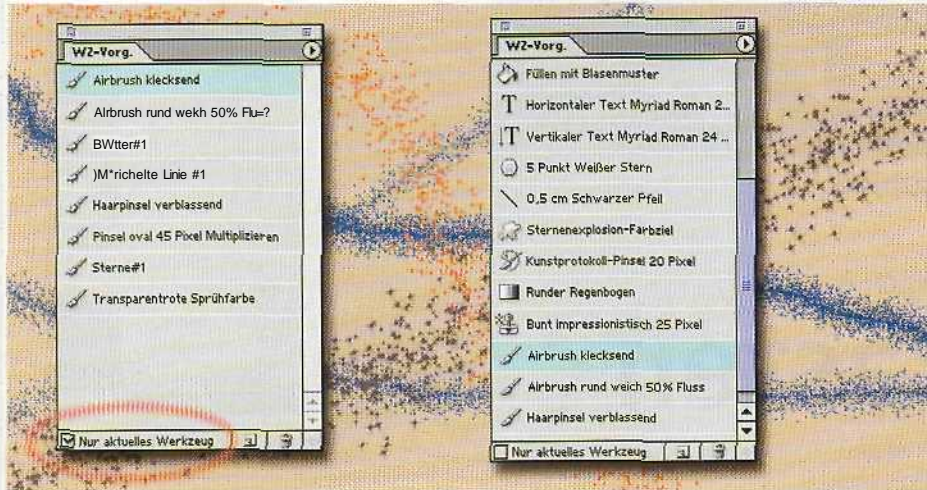 WZ-Vorg.
Airbrush klecksend
AIrbrush rund wekh 50% Flu=?
BWtter#1
)M*richelte Linie #1
Haarpinsel verblassend
Pinsel oval 45 Pixel Multiplizieren
Sterne#1
Transparentrote Sprühfarbe
Nur aktuelles Werkzeug
WZ-Vorg.
Füllen mit Blasenmuster
Horizontaler Text Myriad Roman 2...
Vertikaler Text Myriad Roman 24 ...
5 Punkt Weißer Stern
0,5 cm Schwarzer Pfeil
Sternenexplosion-Farbziel
Kunstprotokoll-Pinsel 20 Pixel
Runder Regenbogen
Bunt impressionistisch 25 Pixel
Airbrush klecksend
Airbrush rund weich 50% Fluss
Haarpinsel verblassend
Nur aktuelles Werkzeug